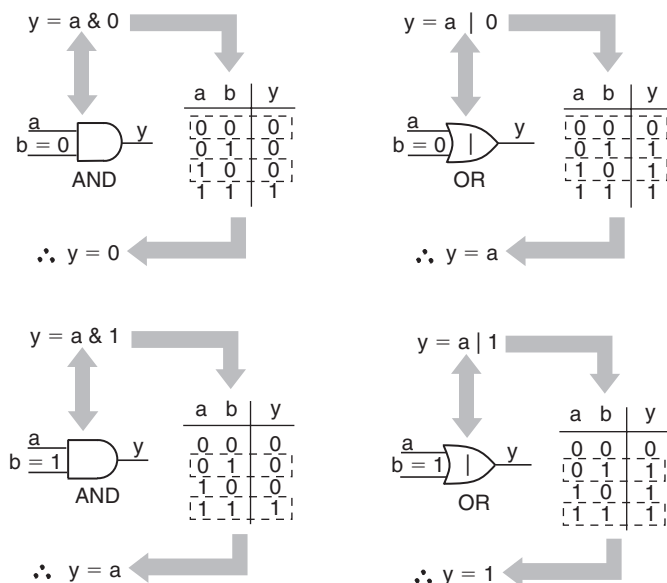 y = a & 0
a b y
0 0 0
0 1 0
1 0 0
1 1 1
a
b = 0
y
AND
∴ y = 0
y = a | 0
a b y
0 0 0
0 1 1
1 0 1
1 1 1
a
b = 0
|
y
OR
∴ y = a
y = a & 1
a b y
0 0 0
0 1 0
1 0 0
1 1 1
a
b = 1
y
AND
∴ y = a
y = a | 1
a b y
0 0 0
0 1 1
1 0 1
1 1 1
a
b = 1
|
y
OR
∴ y = 1